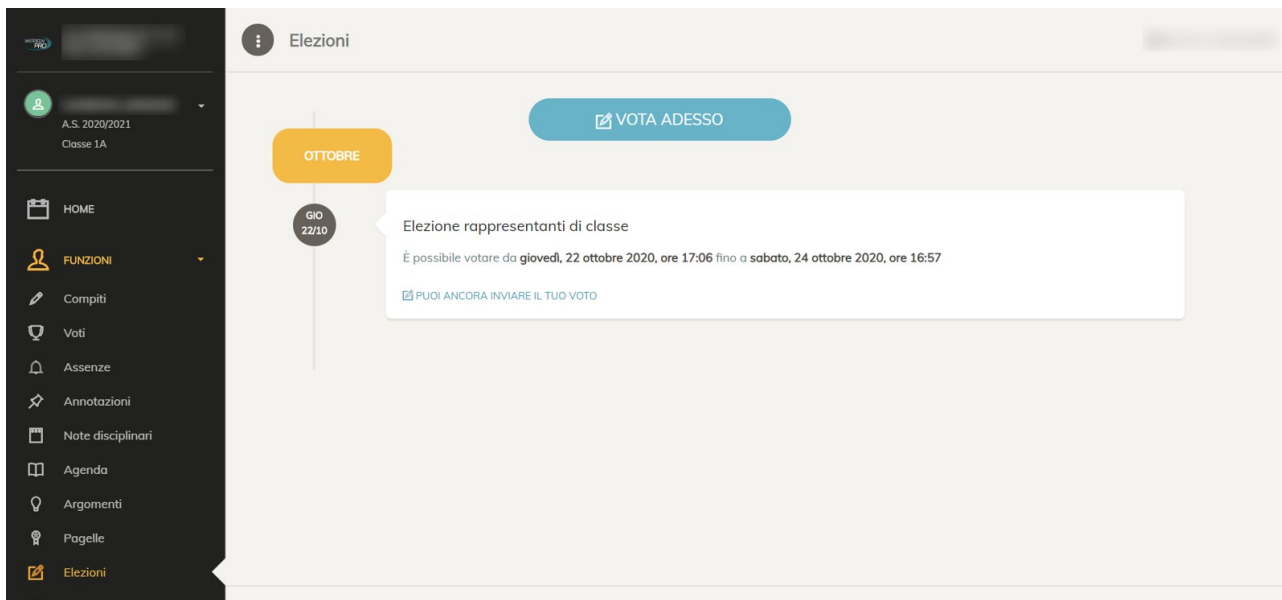 PRO
A.S. 2020/2021
Classe 1A
HOME
FUNZIONI
Compiti
Voti
Assenze
Annotazioni
Note disciplinari
Agenda
Argomenti
Pagelle
Elezioni
Elezioni
VOTA ADESSO
OTTOBRE
GIO
22/10
Elezione rappresentanti di classe
È possibile votare da giovedì, 22 ottobre 2020, ore 17:06 fino a sabato, 24 ottobre 2020, ore 16:57
PUOI ANCORA INVIARE IL TUO VOTO